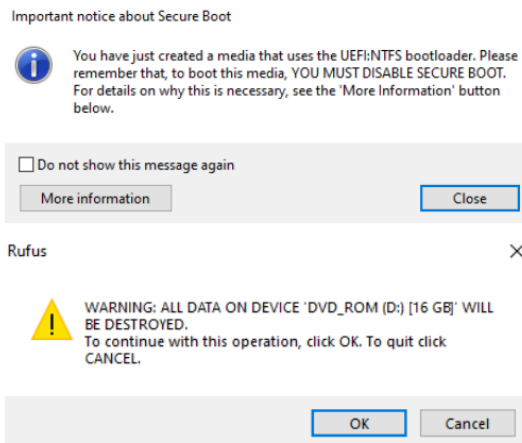 Important notice about Secure Boot
You have just created a media that uses the UEFI:NTFS bootloader. Please
remember that, to boot this media, YOU MUST DISABLE SECURE BOOT.
For details on why this is necessary, see the 'More Information' button
below.
Do not show this message again
More information
Close
Rufus
WARNING: ALL DATA ON DEVICE 'DVD_ROM (D:) [16 GB]' WILL
BE DESTROYED.
To continue with this operation, click OK. To quit click
CANCEL.
OK
Cancel